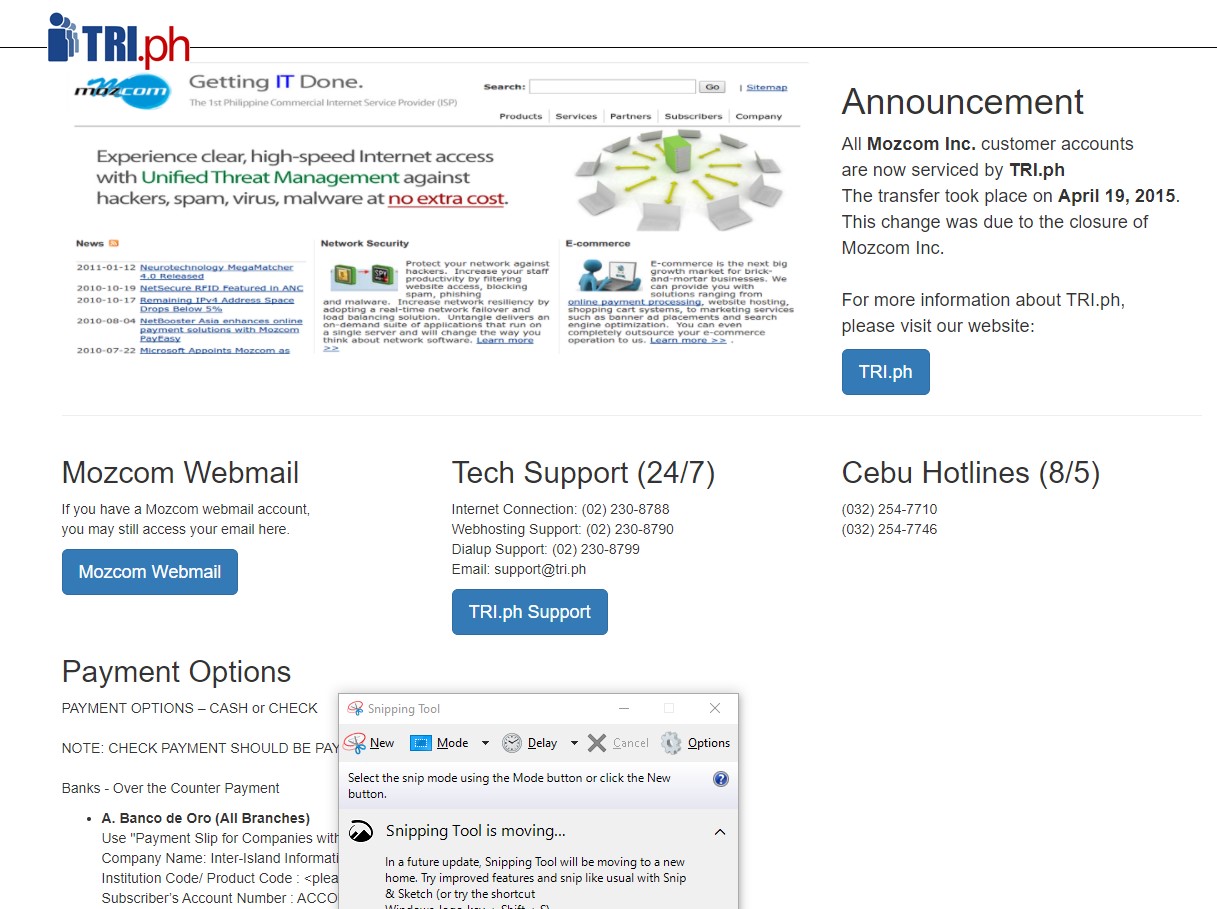 TRI.ph
mozcom
Getting IT Done.
The 1st Philippine Commercial Internet Service Provider (ISP)
Search:
Go
| Sitemap
Products
Services
Partners
Subscribers
Company
Experience clear, high-speed Internet access
with Unified Threat Management against
hackers, spam, virus, malware at no extra cost.
News
2011-01-12 Neurotechnology MegaMatcher
4.0 Released
2010-10-19 NetSecure RFID Featured in ANC
2010-10-17 Remaining IPv4 Address Space
Drops Below 5%
2010-08-04 NetBooster Asia enhances online
payment solutions with Mozcom
PayEasy
2010-07-22 Microsoft Appoints Mozcom as
Network Security
SPY
Protect your network against
hackers. Increase your staff
productivity by filtering
website access, blocking
spam, phishing
and malware. Increase network resiliency by
adopting a real-time network failover and
load balancing solution. Untangle delivers an
on-demand suite of applications that run on
a single server and will change the way you
think about network software. Learn more
>>
E-commerce
E-commerce is the next big
growth market for brick-
and-mortar businesses. We
can provide you with
solutions ranging from
online payment processing, website hosting,
shopping cart systems, to marketing services
such as banner ad placements and search
engine optimization. You can even
completely outsource your e-commerce
operation to us. Learn more >> .
Announcement
All Mozcom Inc. customer accounts
are now serviced by TRI.ph
The transfer took place on April 19, 2015.
This change was due to the closure of
Mozcom Inc.
For more information about TRI.ph,
please visit our website:
TRI.ph
Mozcom Webmail
If you have a Mozcom webmail account,
you may still access your email here.
Mozcom Webmail
Tech Support (24/7)
Internet Connection: (02) 230-8788
Webhosting Support: (02) 230-8790
Dialup Support: (02) 230-8799
Email: support@tri.ph
TRI.ph Support
Cebu Hotlines (8/5)
(032) 254-7710
(032) 254-7746
Payment Options
PAYMENT OPTIONS – CASH or CHECK
NOTE: CHECK PAYMENT SHOULD BE PAY
Banks - Over the Counter Payment
• A. Banco de Oro (All Branches)
Use "Payment Slip for Companies with
Company Name: Inter-Island Informati
Institution Code/ Product Code : <plea
Subscriber's Account Number : ACCO
Snipping Tool
New
Mode
Delay
Cancel
Options
Select the snip mode using the Mode button or click the New
button.
?
Snipping Tool is moving...
In a future update, Snipping Tool will be moving to a new
home. Try improved features and snip like usual with Snip
& Sketch (or try the shortcut
Windows logo key + Shift + S)